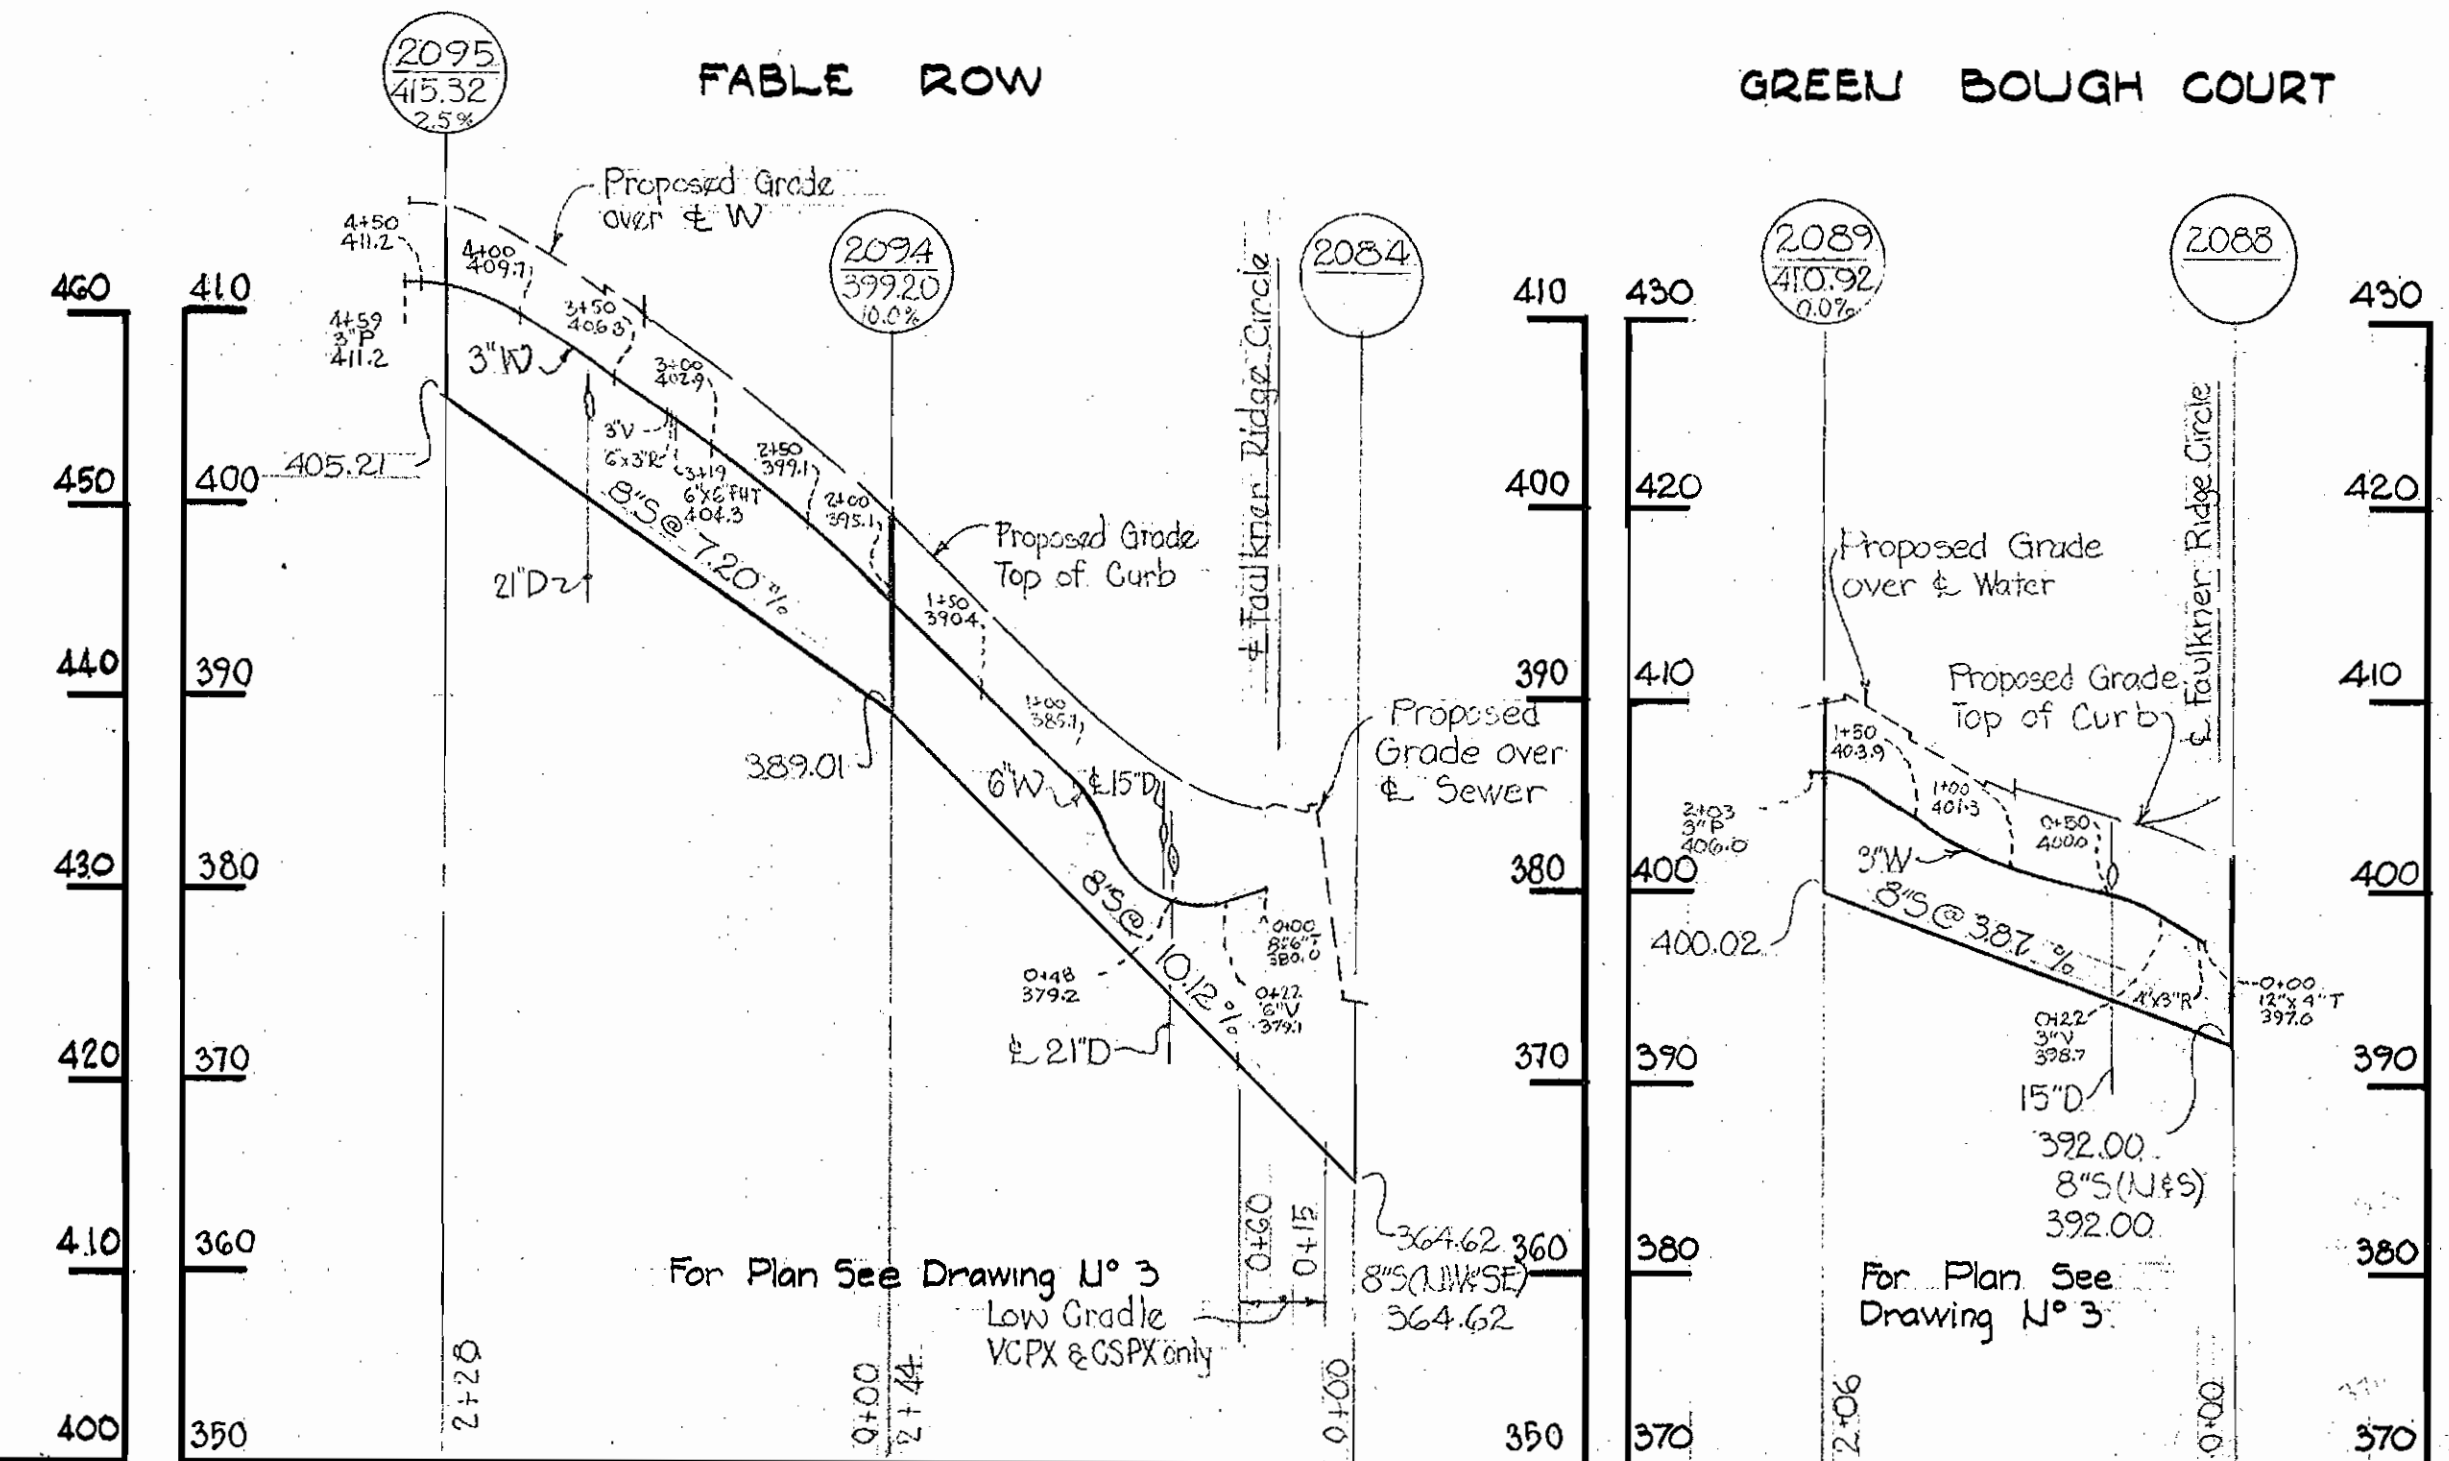 FABLE ROW
GREEN BOUGH COURT
2095
415.32
2.5%
Proposed Grade
over ℄ W
2094
399.20
10.0%
2084
2089
410.92
0.0%
2088
4+50
411.2
4+00
409.7
4+59
3"P
411.2
3"W
3+50
406.3
3+00
402.9
3"V
6"x3"R
3+19
6"x6"FHT
404.3
2+50
399.1
2+00
395.1
405.21
8"S @ 7.20 %
21"D
389.01
Proposed Grade
Top of Curb
1+50
390.4
1+00
385.1
6"W
℄ 15"D
℄ Faulkner Ridge Circle
Proposed
Grade over
℄ Sewer
8"S @ 10.12 %
0+48
379.2
℄ 21"D
0+00
8"x6"T
380.0
0+22
6"V
379.1
0+60
0+15
364.62
8"S(NW&SE)
364.62
For Plan See Drawing Nº 3
Low Cradle
VCPX & CSPX only
2+28
0+00
2+44
0+00
460
450
440
430
420
410
400
410
400
390
380
370
360
350
410
400
390
380
370
360
350
430
420
410
400
390
380
370
Proposed Grade
over ℄ Water
Proposed Grade
Top of Curb
℄ Faulkner Ridge Circle
1+50
403.9
1+00
401.3
0+50
400.0
2+03
3"P
406.0
3"W
8"S @ 3.87 %
400.02
4"x3"R
0+22
3"V
398.7
15"D
0+00
12"x4"T
397.0
392.00
8"S(N&S)
392.00
For Plan See
Drawing Nº 3
2+06
0+00
430
420
410
400
390
380
370